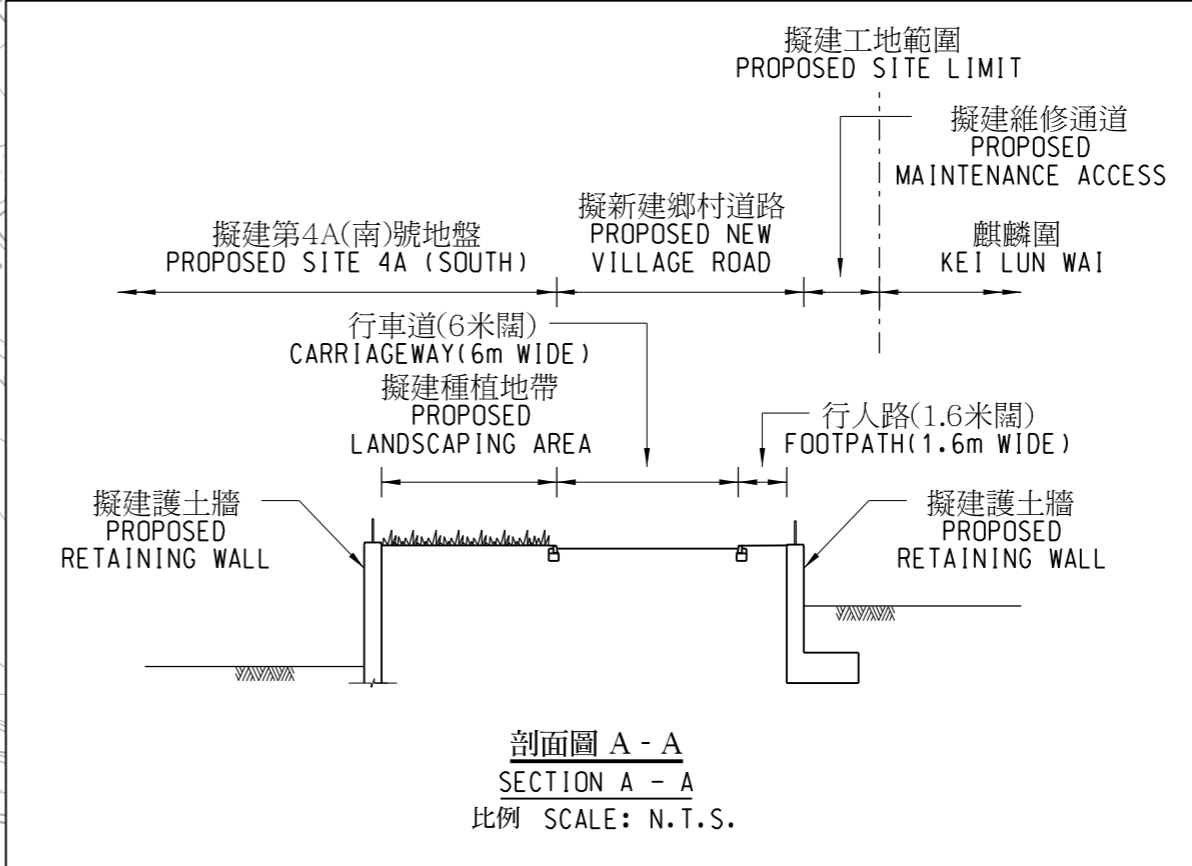 擬建工地範圍
PROPOSED SITE LIMIT
擬建維修通道
PROPOSED
MAINTENANCE ACCESS
擬建第4A(南)號地盤
PROPOSED SITE 4A (SOUTH)
擬新建鄉村道路
PROPOSED NEW
VILLAGE ROAD
麒麟圍
KEI LUN WAI
行車道(6米闊)
CARRIAGEWAY(6m WIDE)
擬建種植地帶
PROPOSED
LANDSCAPING AREA
行人路(1.6米闊)
FOOTPATH(1.6m WIDE)
擬建護土牆
PROPOSED
RETAINING WALL
擬建護土牆
PROPOSED
RETAINING WALL
剖面圖 A - A
SECTION A - A
比例 SCALE: N.T.S.